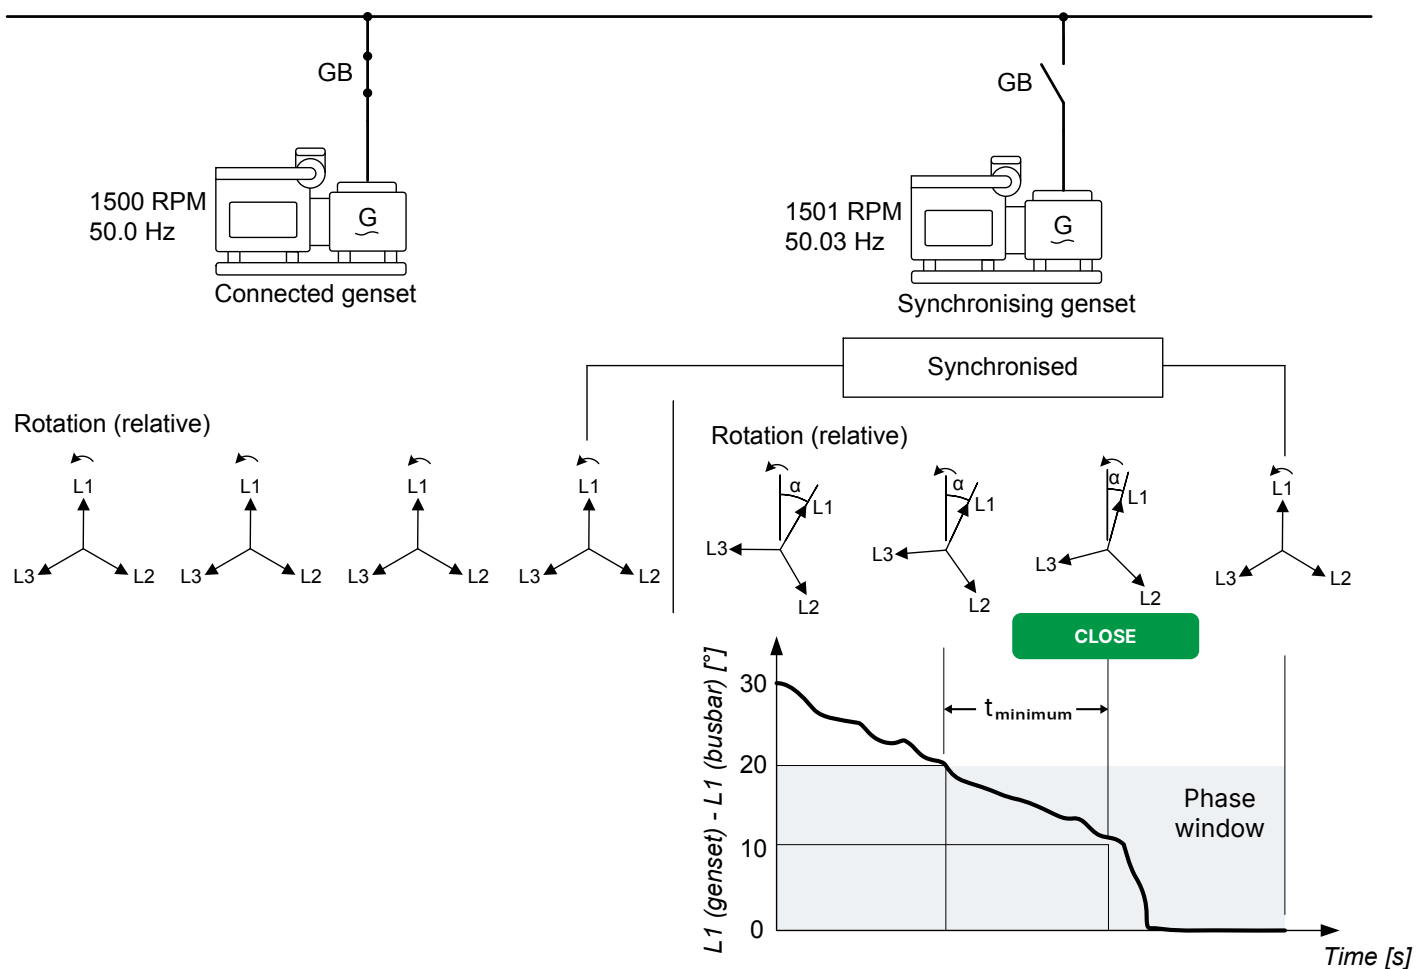 GB
GB
1500 RPM
50.0 Hz
G
Connected genset
1501 RPM
50.03 Hz
G
Synchronising genset
Synchronised
Rotation (relative)
L1
L3
L2
L1
L3
L2
L1
L3
L2
L1
L3
L2
Rotation (relative)
α
L1
L3
L2
α
L1
L3
L2
α
L1
L3
L2
L1
L3
L2
CLOSE
L1 (genset) - L1 (busbar) [°]
30
20
10
0
tminimum
Phase
window
Time [s]